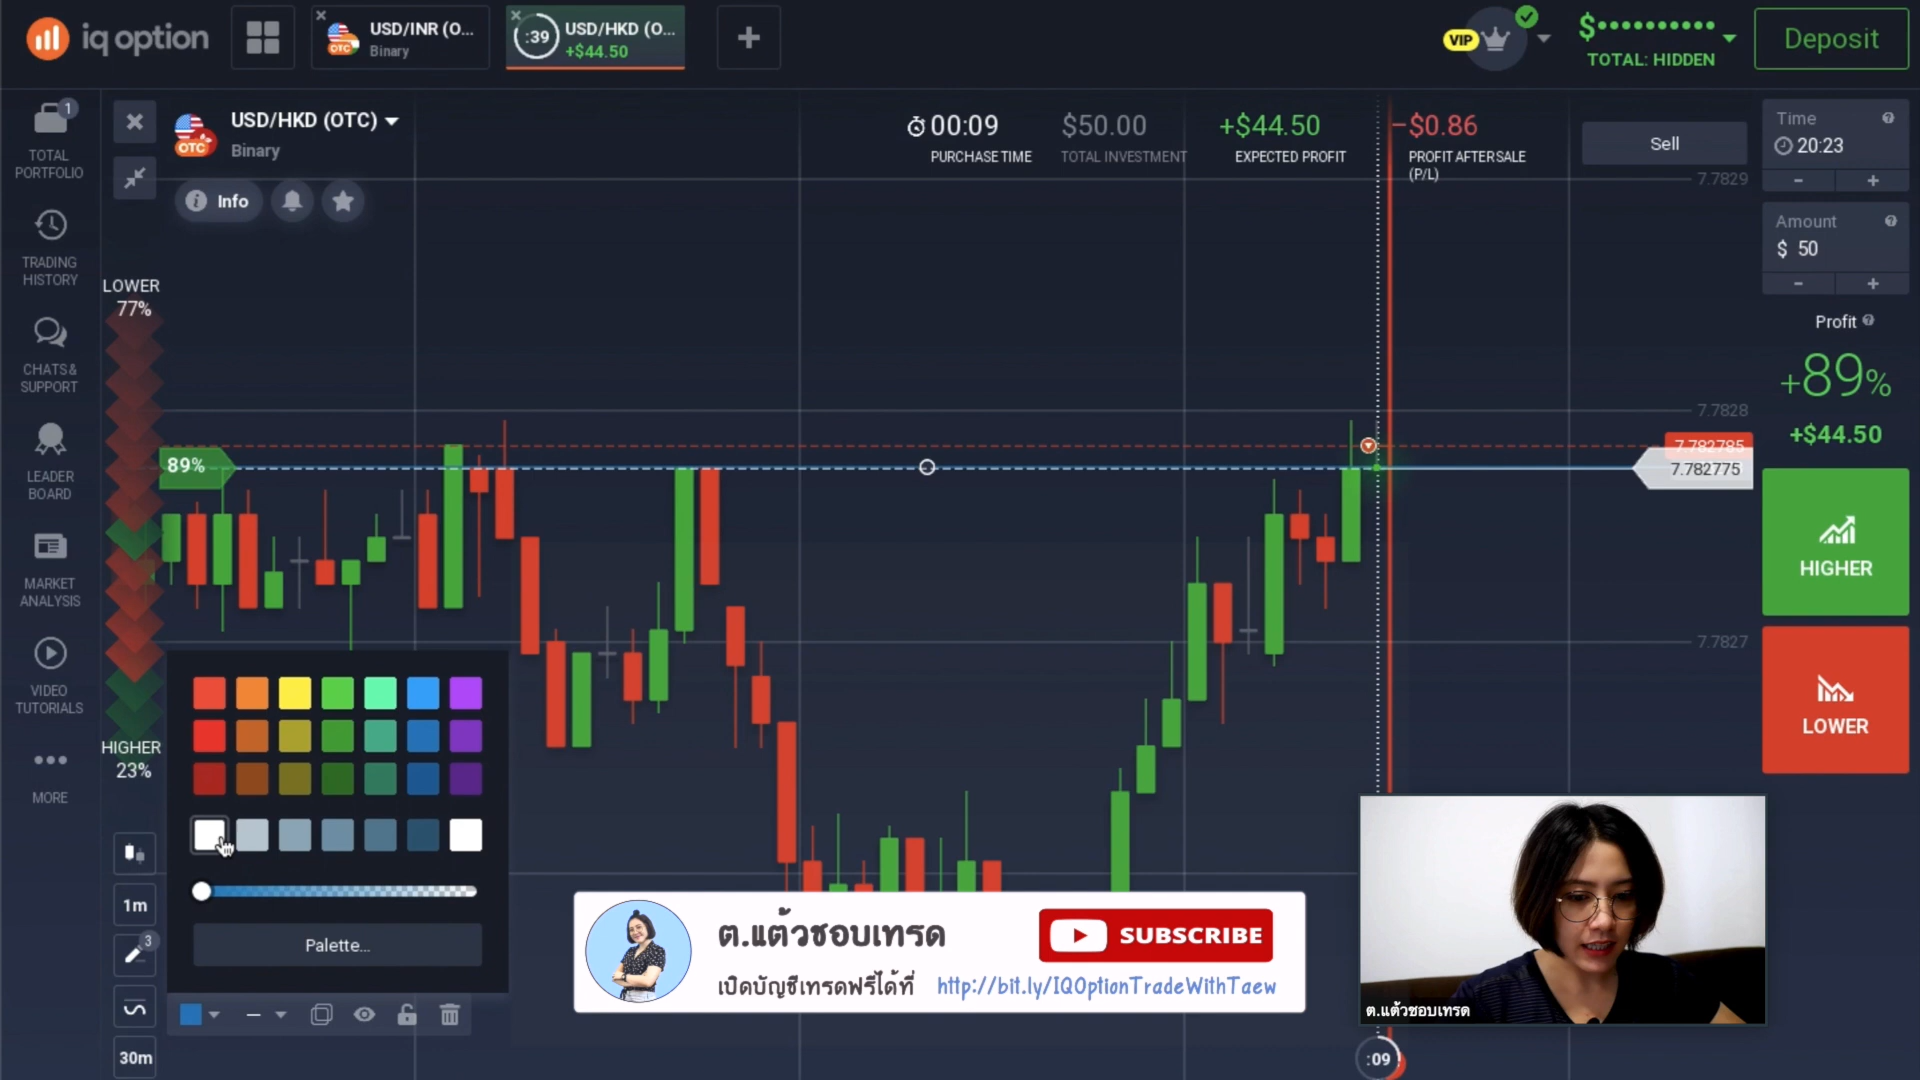 iq option
USD/INR (O...
Binary
:39
USD/HKD (O...
+$44.50
VIP
$••••••••••
TOTAL: HIDDEN
Deposit
1
TOTAL
PORTFOLIO
TRADING
HISTORY
CHATS &
SUPPORT
LEADER
BOARD
MARKET
ANALYSIS
VIDEO
TUTORIALS
MORE
OTC
USD/HKD (OTC)
Binary
Info
00:09
PURCHASE TIME
$50.00
TOTAL INVESTMENT
+$44.50
EXPECTED PROFIT
-$0.86
PROFIT AFTER SALE
(P/L)
Sell
LOWER
77%
89%
HIGHER
23%
7.7829
7.7828
7.782785
7.782775
7.7827
Time
20:23
- +
Amount
$ 50
- +
Profit
+89%
+$44.50
HIGHER
LOWER
1m
3
30m
Palette...
ต.แต้วชอบเทรด
SUBSCRIBE
เปิดบัญชีเทรดฟรีได้ที่ http://bit.ly/IQOptionTradeWithTaew
ต.แต้วชอบเทรด
:09